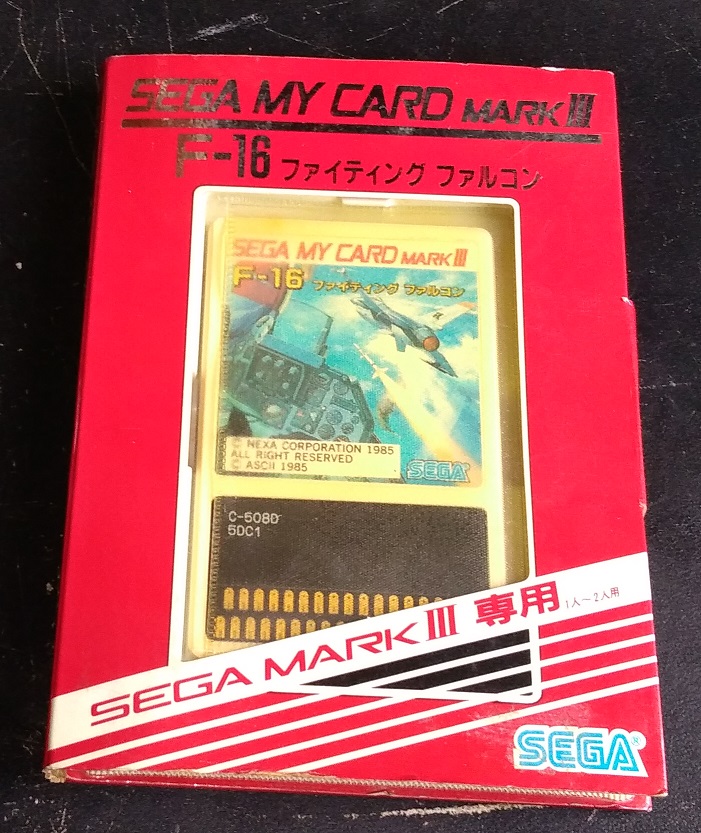 SEGA MY CARD MARK III
F-16 ファイティング ファルコン
SEGA MY CARD MARK III
F-16 ファイティング ファルコン
© NEXA CORPORATION 1985
ALL RIGHT RESERVED
© ASCII 1985
SEGA
C-508D
5DC1
SEGA MARK III 専用 1人~2人用
SEGA®